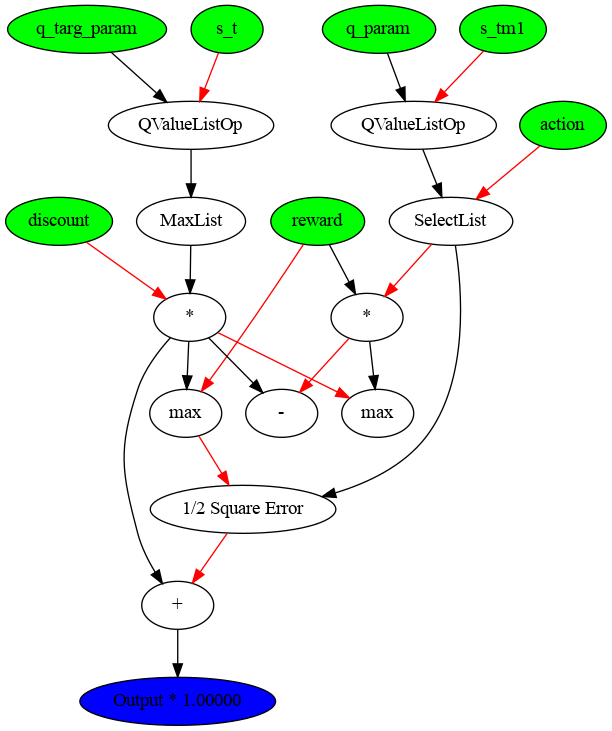 q_targ_param
s_t
q_param
s_tm1
QValueListOp
QValueListOp
action
discount
MaxList
reward
SelectList
*
*
max
-
max
1/2 Square Error
+
Output * 1.00000